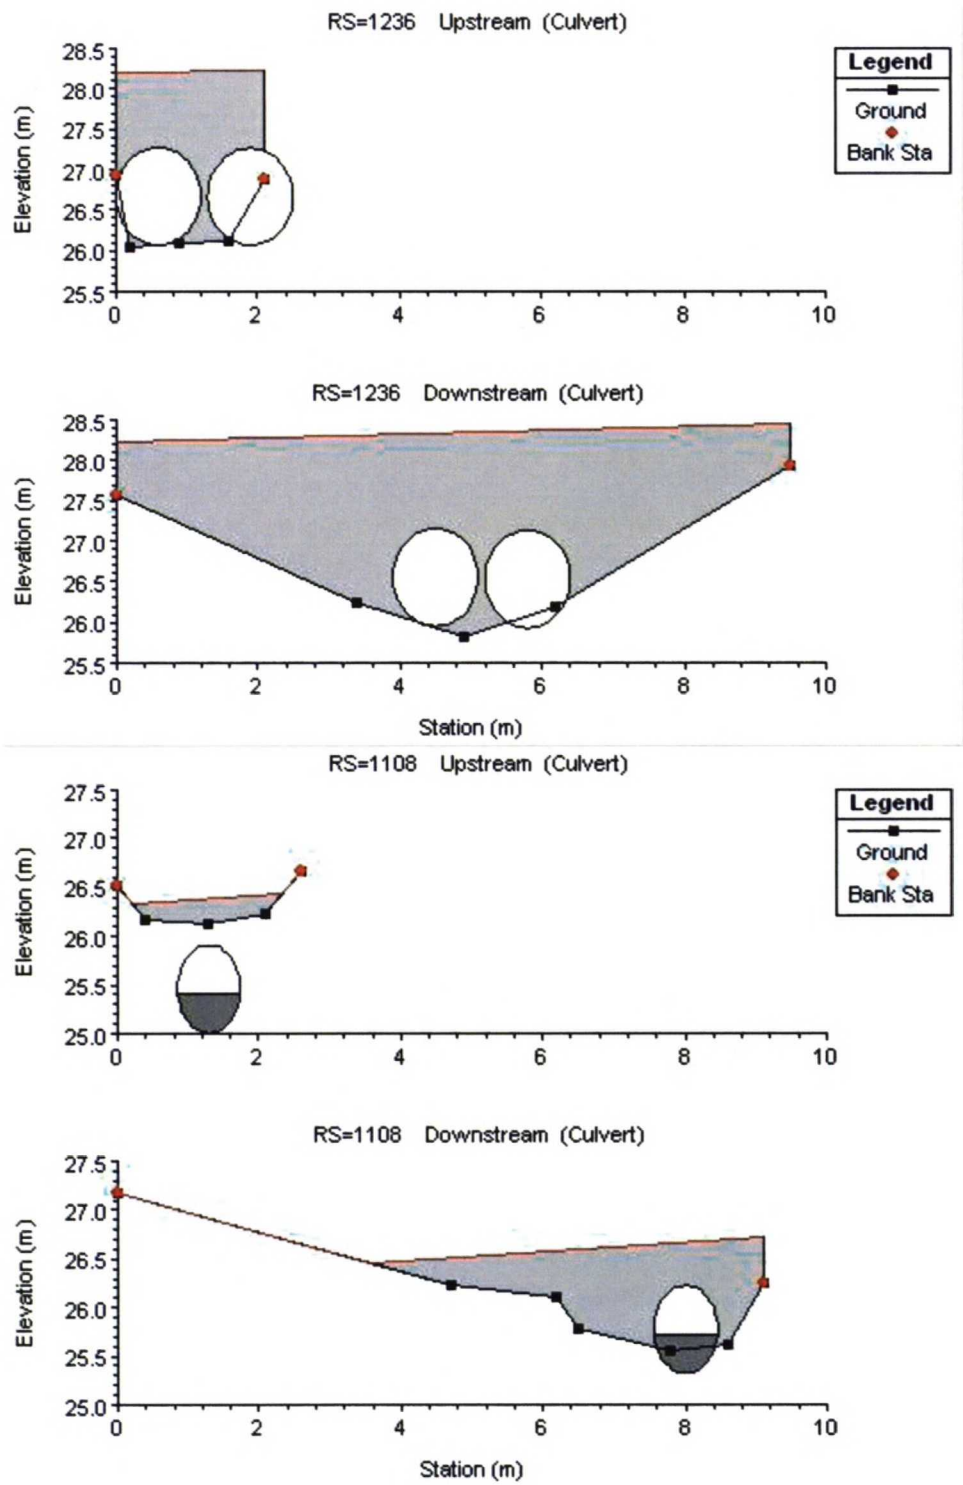 RS=1236 Upstream (Culvert)
Elevation (m)
28.5
28.0
27.5
27.0
26.5
26.0
25.5
0 2 4 6 8 10
Legend
Ground
Bank Sta
RS=1236 Downstream (Culvert)
Elevation (m)
28.5
28.0
27.5
27.0
26.5
26.0
25.5
0 2 4 6 8 10
Station (m)
RS=1108 Upstream (Culvert)
Elevation (m)
27.5
27.0
26.5
26.0
25.5
25.0
0 2 4 6 8 10
Legend
Ground
Bank Sta
RS=1108 Downstream (Culvert)
Elevation (m)
27.5
27.0
26.5
26.0
25.5
25.0
0 2 4 6 8 10
Station (m)